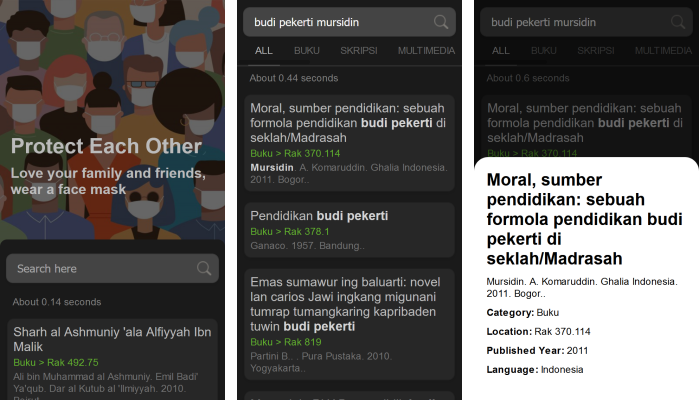 Protect Each Other
Love your family and friends,
wear a face mask
Search here
About 0.14 seconds
Sharh al Ashmuniy 'ala Alfiyyah Ibn
Malik
Buku > Rak 492.75
Ali bin Muhammad al Ashmuniy. Emil Badi'
Ya'qub. Dar al Kutub al 'Ilmiyyah. 2010.
budi pekerti mursidin
ALL BUKU SKRIPSI MULTIMEDIA
About 0.44 seconds
Moral, sumber pendidikan: sebuah
formola pendidikan budi pekerti di
seklah/Madrasah
Buku > Rak 370.114
Mursidin. A. Komaruddin. Ghalia Indonesia.
2011. Bogor..
Pendidikan budi pekerti
Buku > Rak 378.1
Ganaco. 1957. Bandung..
Emas sumawur ing baluarti: novel
lan carios Jawi ingkang migunani
tumrap tumangkaring kapribaden
tuwin budi pekerti
Buku > Rak 819
Partini B.. . Pura Pustaka. 2010.
Yogyakarta..
budi pekerti mursidin
ALL BUKU SKRIPSI MULTIMEDIA
About 0.6 seconds
Moral, sumber pendidikan: sebuah
formola pendidikan budi pekerti di
seklah/Madrasah
Buku > Rak 370.114
Moral, sumber
pendidikan: sebuah
formola pendidikan budi
pekerti di
seklah/Madrasah
Mursidin. A. Komaruddin. Ghalia Indonesia.
2011. Bogor..
Category: Buku
Location: Rak 370.114
Published Year: 2011
Language: Indonesia